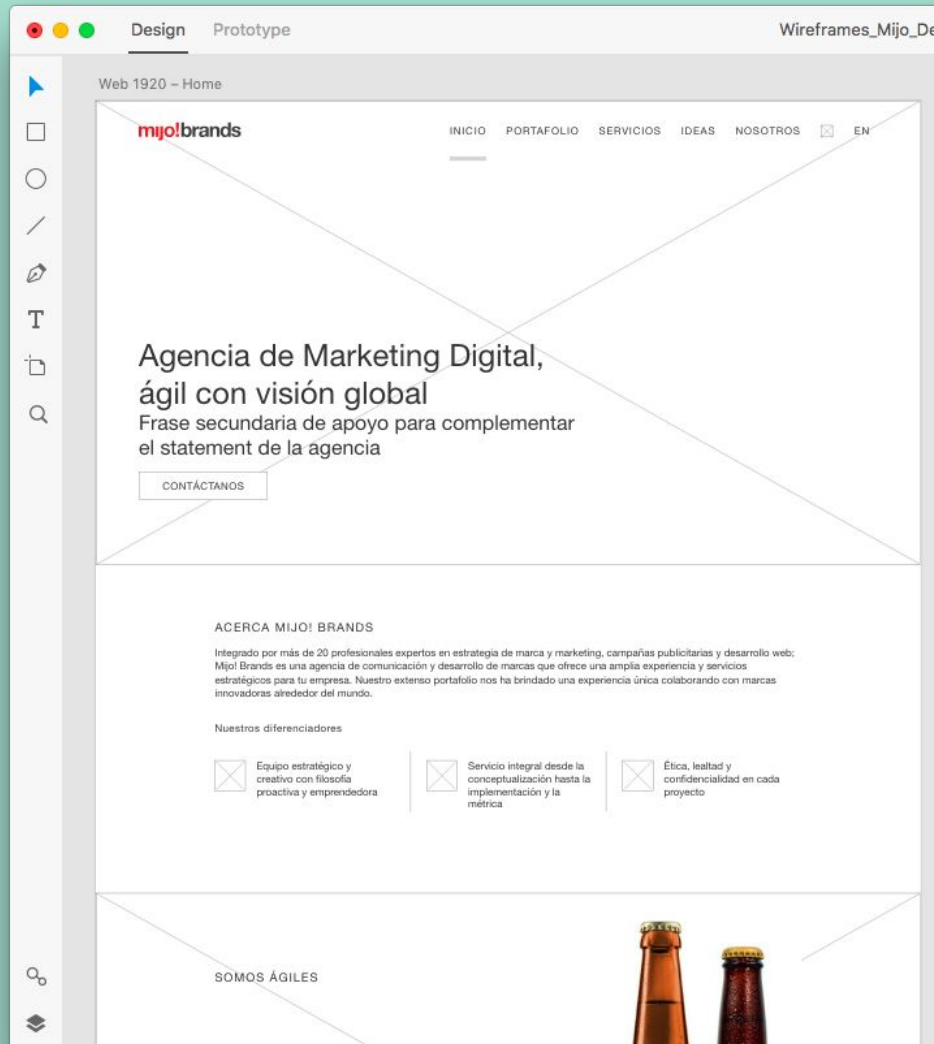 Design Prototype Wireframes_Mijo_De
Web 1920 – Home
mijo!brands INICIO PORTAFOLIO SERVICIOS IDEAS NOSOTROS EN
Agencia de Marketing Digital,
ágil con visión global
Frase secundaria de apoyo para complementar
el statement de la agencia
CONTÁCTANOS
ACERCA MIJO! BRANDS
Integrado por más de 20 profesionales expertos en estrategia de marca y marketing, campañas publicitarias y desarrollo web;
Mijo! Brands es una agencia de comunicación y desarrollo de marcas que ofrece una amplia experiencia y servicios
estratégicos para tu empresa. Nuestro extenso portafolio nos ha brindado una experiencia única colaborando con marcas
innovadoras alrededor del mundo.
Nuestros diferenciadores
Equipo estratégico y
creativo con filosofía
proactiva y emprendedora
Servicio integral desde la
conceptualización hasta la
implementación y la
métrica
Ética, lealtad y
confidencialidad en cada
proyecto
SOMOS ÁGILES